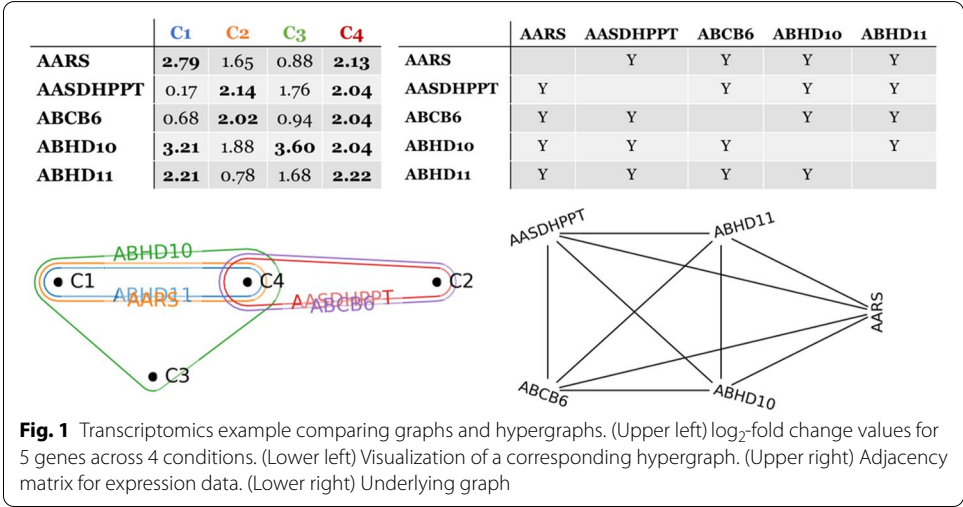 C1 C2 C3 C4
AARS 2.79 1.65 0.88 2.13
AASDHPPT 0.17 2.14 1.76 2.04
ABCB6 0.68 2.02 0.94 2.04
ABHD10 3.21 1.88 3.60 2.04
ABHD11 2.21 0.78 1.68 2.22
AARS AASDHPPT ABCB6 ABHD10 ABHD11
AARS Y Y Y Y
AASDHPPT Y Y Y Y
ABCB6 Y Y Y Y
ABHD10 Y Y Y Y
ABHD11 Y Y Y Y
ABHD10
C1
C4
C2
ABHD11
AARS
AASDHPPT
ABCB6
C3
AASDHPPT
ABHD11
AARS
ABCB6
ABHD10
Fig. 1 Transcriptomics example comparing graphs and hypergraphs. (Upper left) log₂-fold change values for
5 genes across 4 conditions. (Lower left) Visualization of a corresponding hypergraph. (Upper right) Adjacency
matrix for expression data. (Lower right) Underlying graph